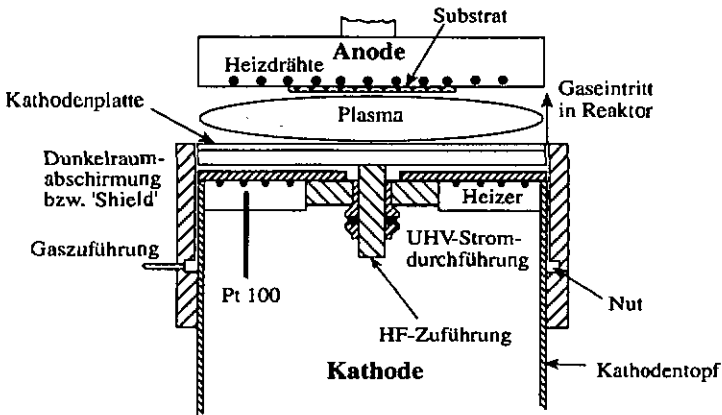 Substrat
Anode
Heizdrähte
Gaseintritt
in Reaktor
Kathodenplatte
Plasma
Dunkelraum-
abschirmung
bzw. 'Shield'
Heizer
Gaszuführung
UHV-Strom-
durchführung
Pt 100
Nut
HF-Zuführung
Kathode
Kathodentopf